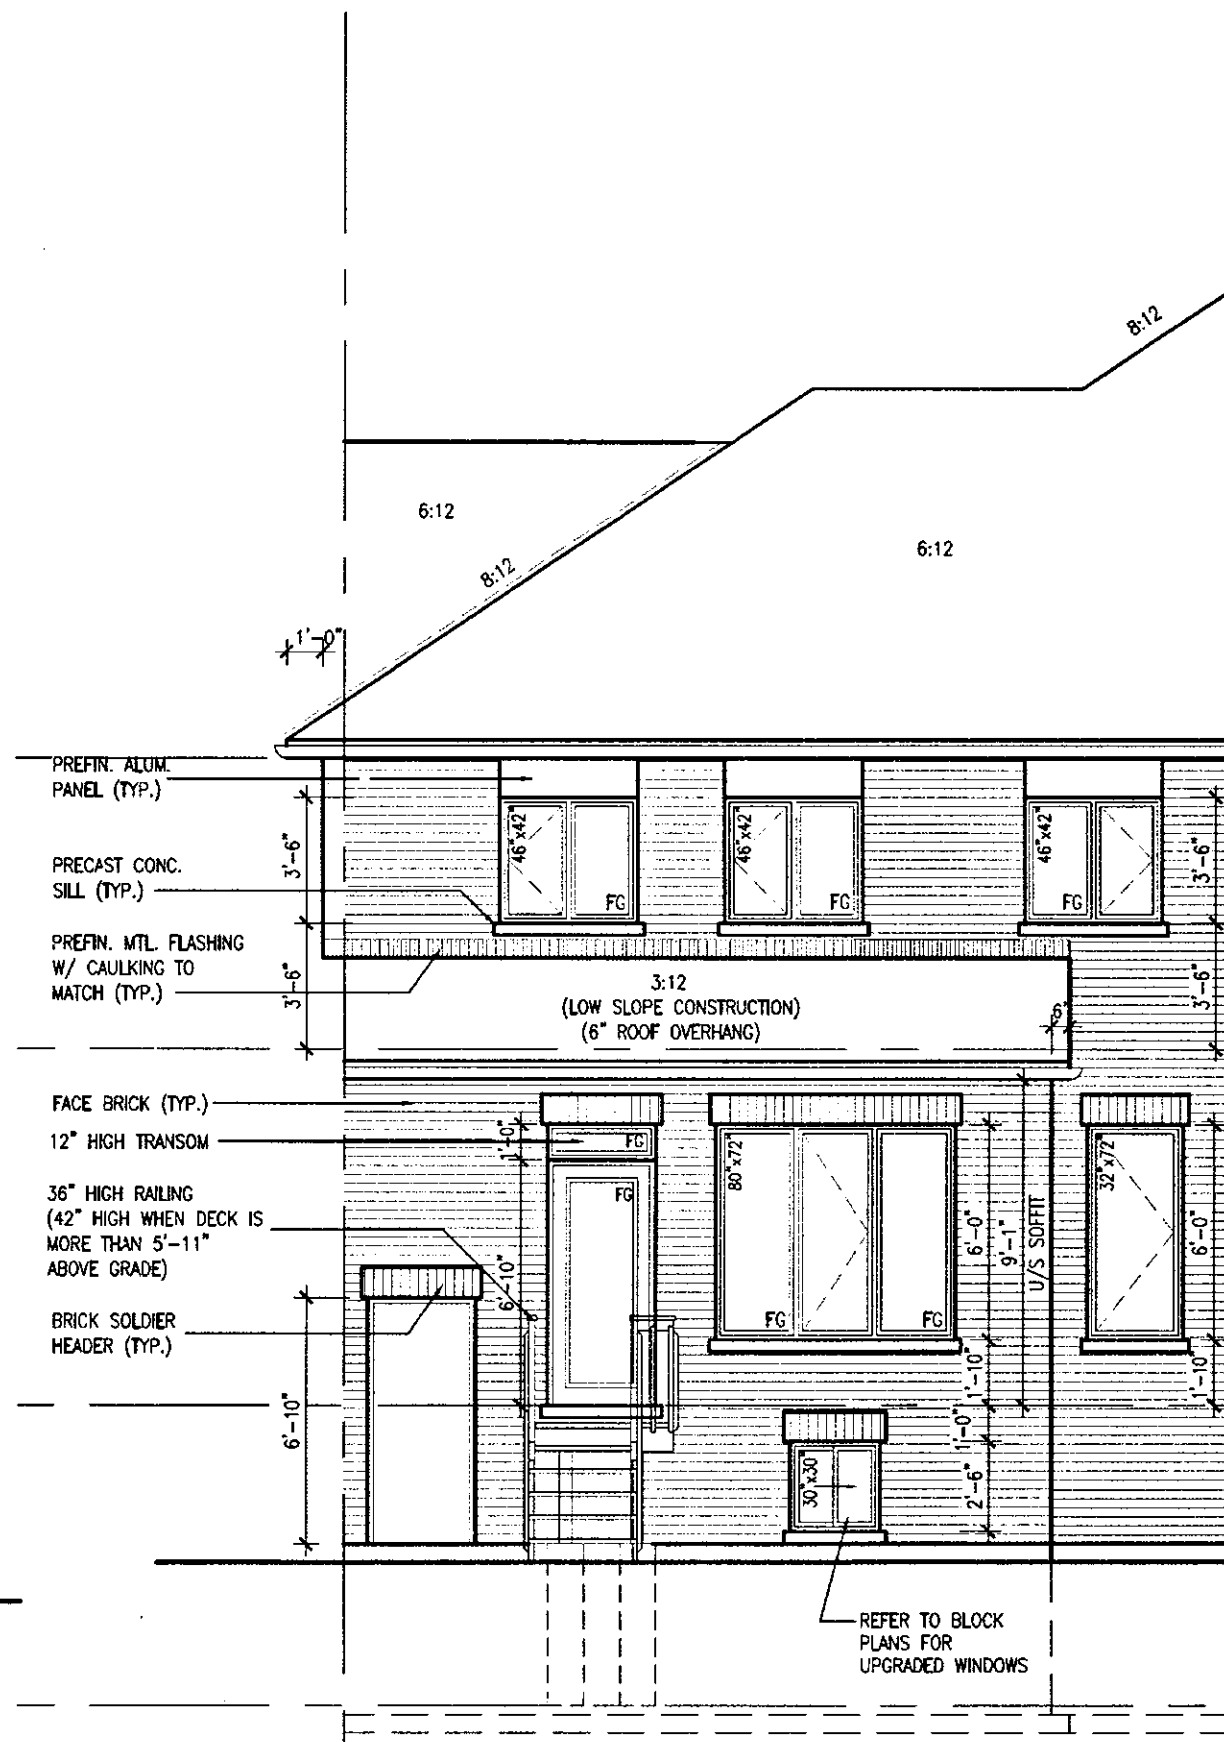 8:12
6:12
6:12
8:12
1'-0"
PREFIN. ALUM.
PANEL (TYP.)
46"x42"
46"x42"
46"x42"
3'-6"
3'-6"
PRECAST CONC.
SILL (TYP.)
FG
FG
FG
PREFIN. MTL. FLASHING
W/ CAULKING TO
MATCH (TYP.)
3'-6"
3'-6"
3:12
(LOW SLOPE CONSTRUCTION)
(6" ROOF OVERHANG)
6"
FACE BRICK (TYP.)
12" HIGH TRANSOM
1'-0"
FG
80"x72"
32"x72"
36" HIGH RAILING
(42" HIGH WHEN DECK IS
MORE THAN 5'-11"
ABOVE GRADE)
FG
6'-10"
6'-0"
9'-1"
U/S SOFFIT
6'-0"
BRICK SOLDIER
HEADER (TYP.)
FG
FG
1'-10"
1'-10"
6'-10"
1'-0"
30"x30"
2'-6"
REFER TO BLOCK
PLANS FOR
UPGRADED WINDOWS